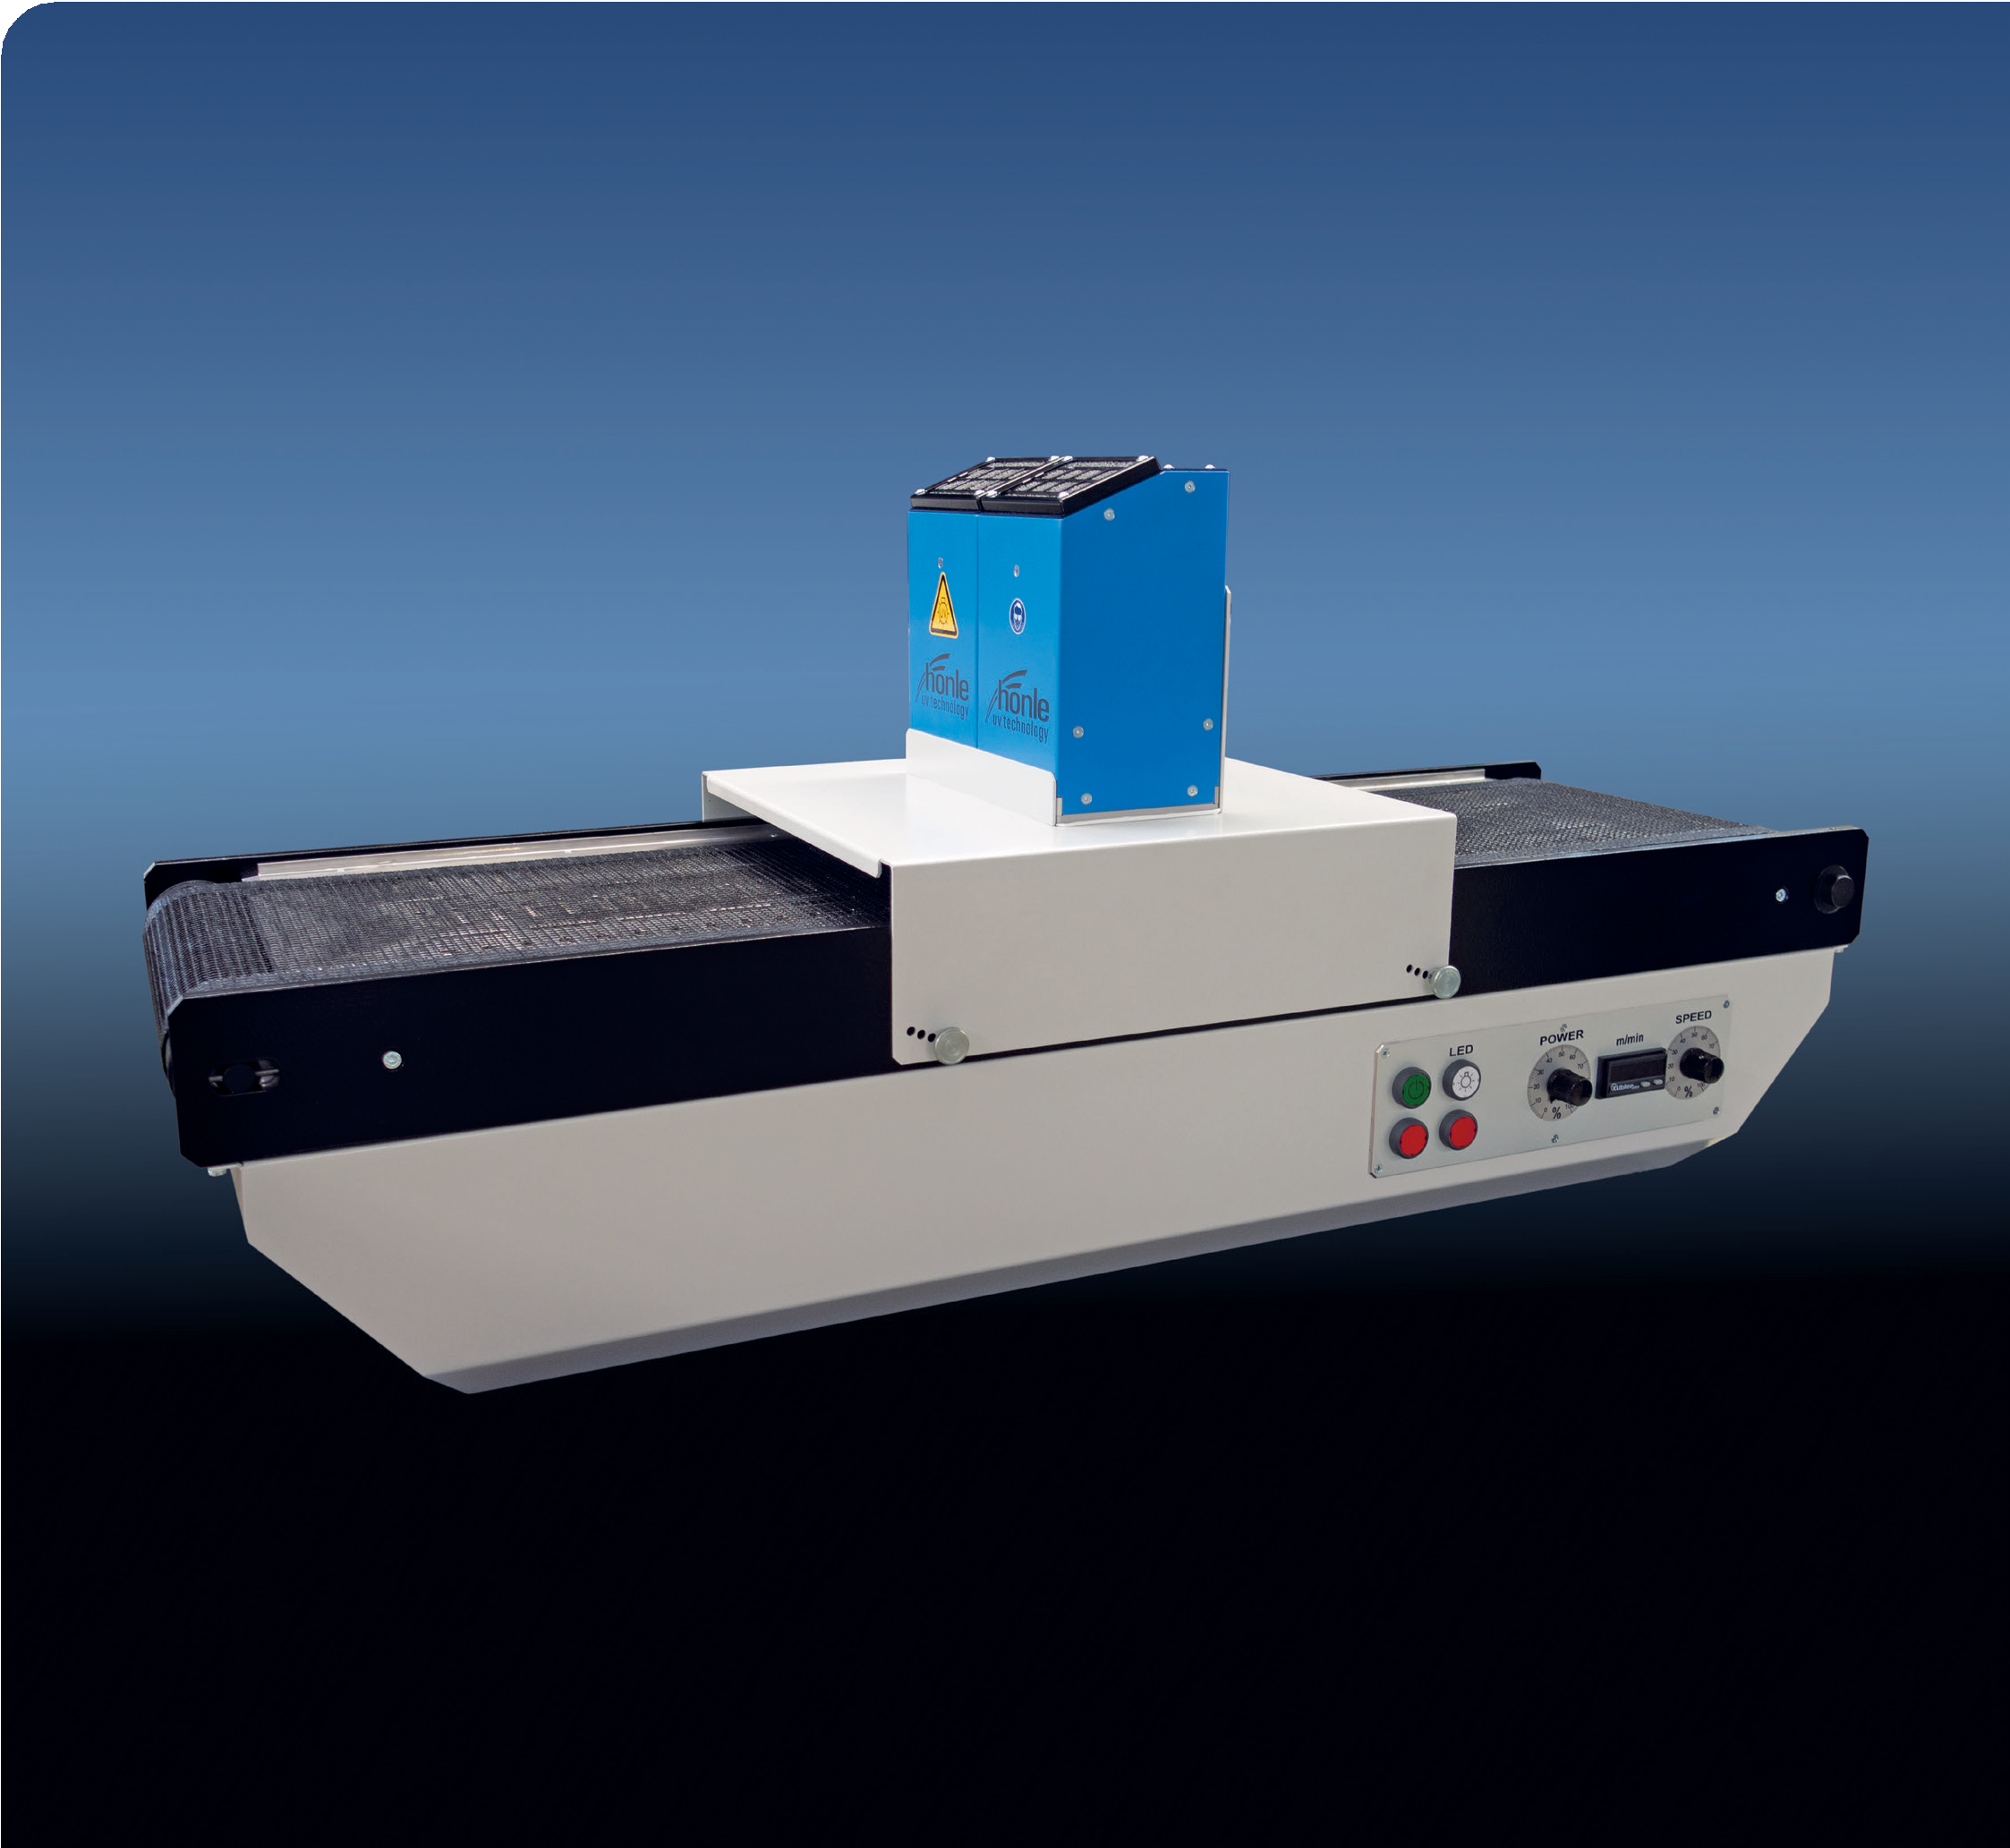 hönle
uv technology
hönle
uv technology
LED
POWER
%
m/min
SPEED
%